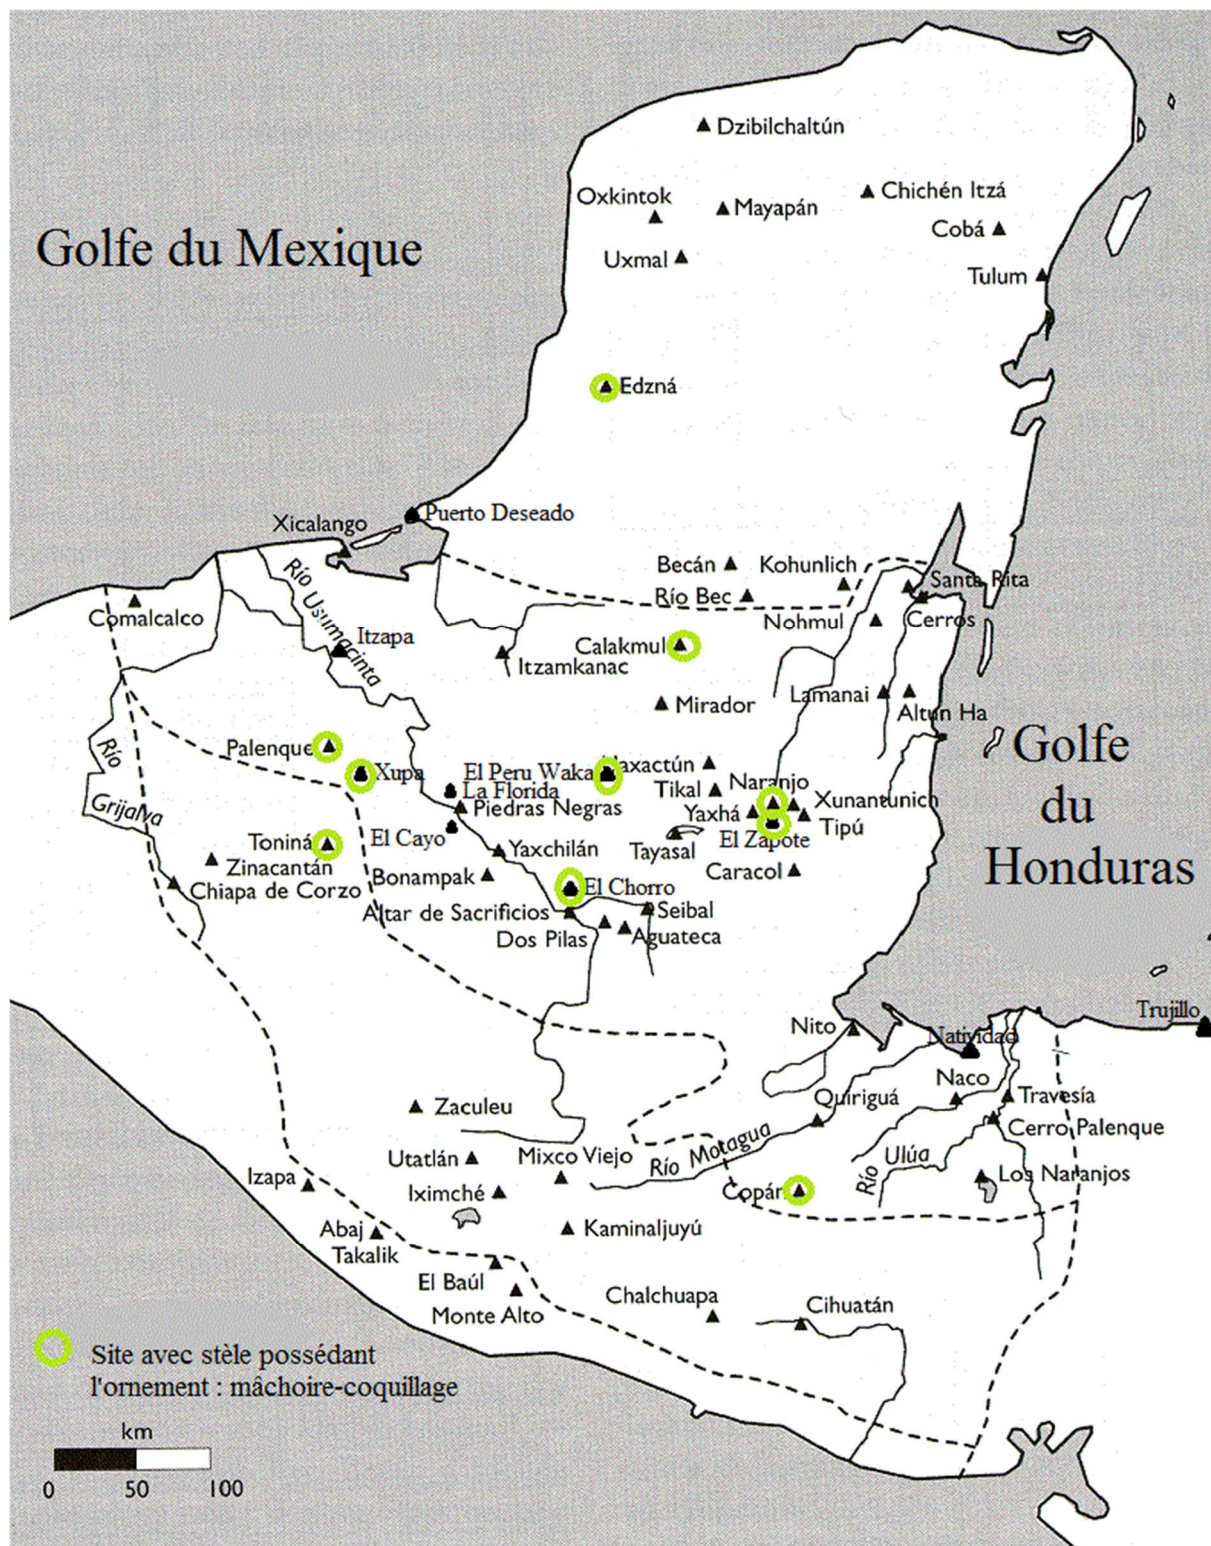 Dzibilchaltún
Oxkintok
Mayapán
Chichén Itzá
Cobá
Golfe du Mexique
Uxmal
Tulum
Edzná
Puerto Deseado
Xicalango
Becán
Kohunlich
Río Bec
Santa Rita
Comalcalco
Río Usumacinta
Nohmul
Cerros
Itzapa
Calakmul
Itzamkanac
Mirador
Lamanai
Altun Ha
Palenque
Xupa
El Peru Waka
axactún
Naranjo
Golfe
du
Honduras
La Florida
Tikal
Xunantunich
Río
Grijalva
Piedras Negras
Yaxhá
Tipú
Toniná
El Cayo
Yaxchilán
Tayasal
El Zapote
Zinacantán
Chiapa de Corzo
Bonampak
El Chorro
Caracol
Altar de Sacrificios
Seibal
Dos Pilas
Aguateca
Nito
Natividad
Trujillo
Naco
Zaculeu
Quiriguá
Travesía
Cerro Palenque
Utatlán
Mixco Viejo
Río Motagua
Río Ulúa
Los Naranjos
Izapa
Iximché
Copán
Abaj
Takalik
Kaminaljuyú
El Baúl
Monte Alto
Chalchuapa
Cihuatán
Site avec stèle possédant
l'ornement : mâchoire-coquillage
km
0 50 100